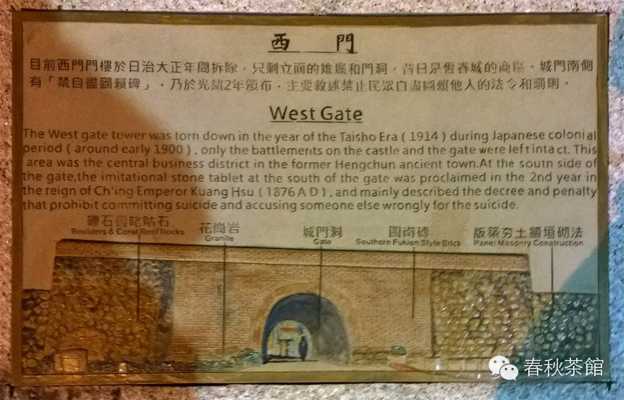 西 門
目前西門門樓於日治大正年間拆除，只剩立面的雉堞和門洞。昔日是恆春城的商區。城門南側
有「禁自盡圖賴碑」，乃於光緒2年頒布，主要敘述禁止民眾自盡圖賴他人的法令和罰則。
West Gate
The West gate tower was torn down in the year of the Taisho Era ( 1914 ) during Japanese colonial
period ( around early 1900 ) , only the battlements on the castle and the gate were left intact. This
area was the central business district in the former Hengchun ancient town.At the south side of
the gate,the imitational stone tablet at the south of the gate was proclaimed in the 2nd year in
the reign of Ch'ing Emperor Kuang Hsu ( 1876 A D ) , and mainly described the decree and penalty
that prohibit committing suicide and accusing someone else wrongly for the suicide.
礫石暨硓𥑮石 花崗岩 城門洞 閩南磚 版築夯土牆垣砌法
Boulders & Coral Reef Rocks Granite Gate Southern Fukien Style Brick Panel Masonry Construction
春秋茶館